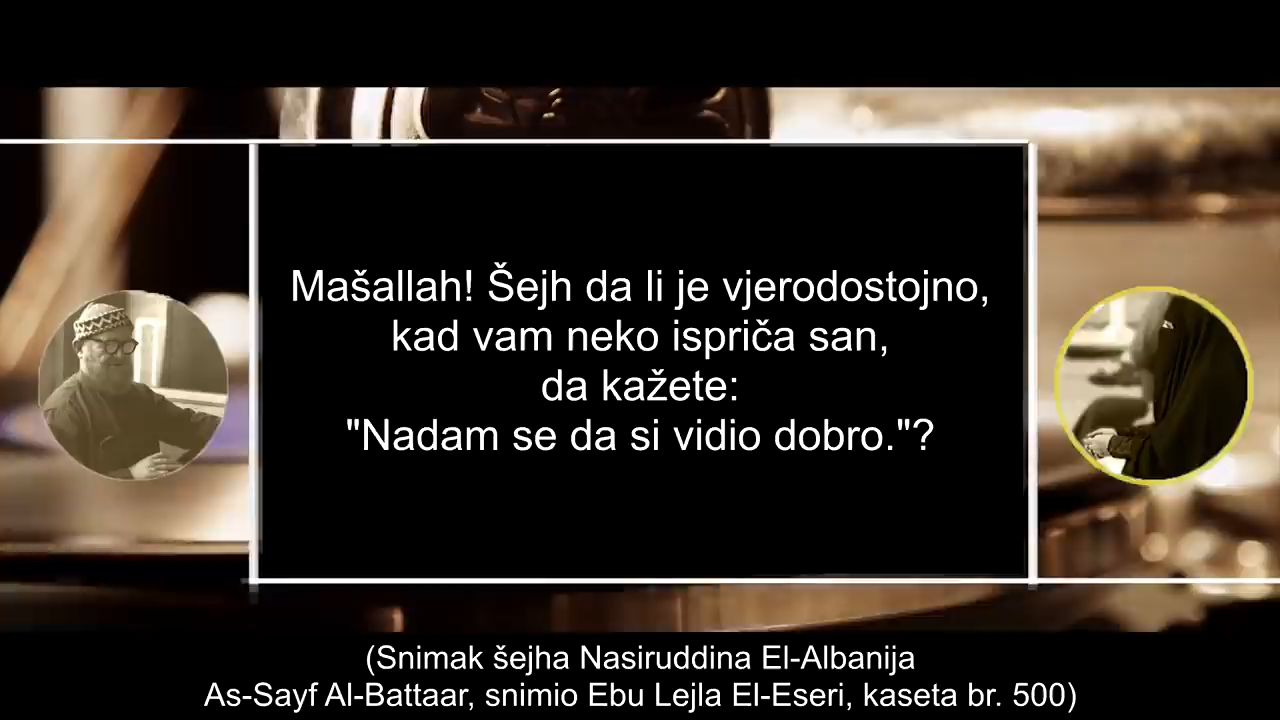 Mašallah! Šejh da li je vjerodostojno,
kad vam neko ispriča san,
da kažete:
"Nadam se da si vidio dobro."?
(Snimak šejha Nasiruddina El-Albanija
As-Sayf Al-Battaar, snimio Ebu Lejla El-Eseri, kaseta br. 500)